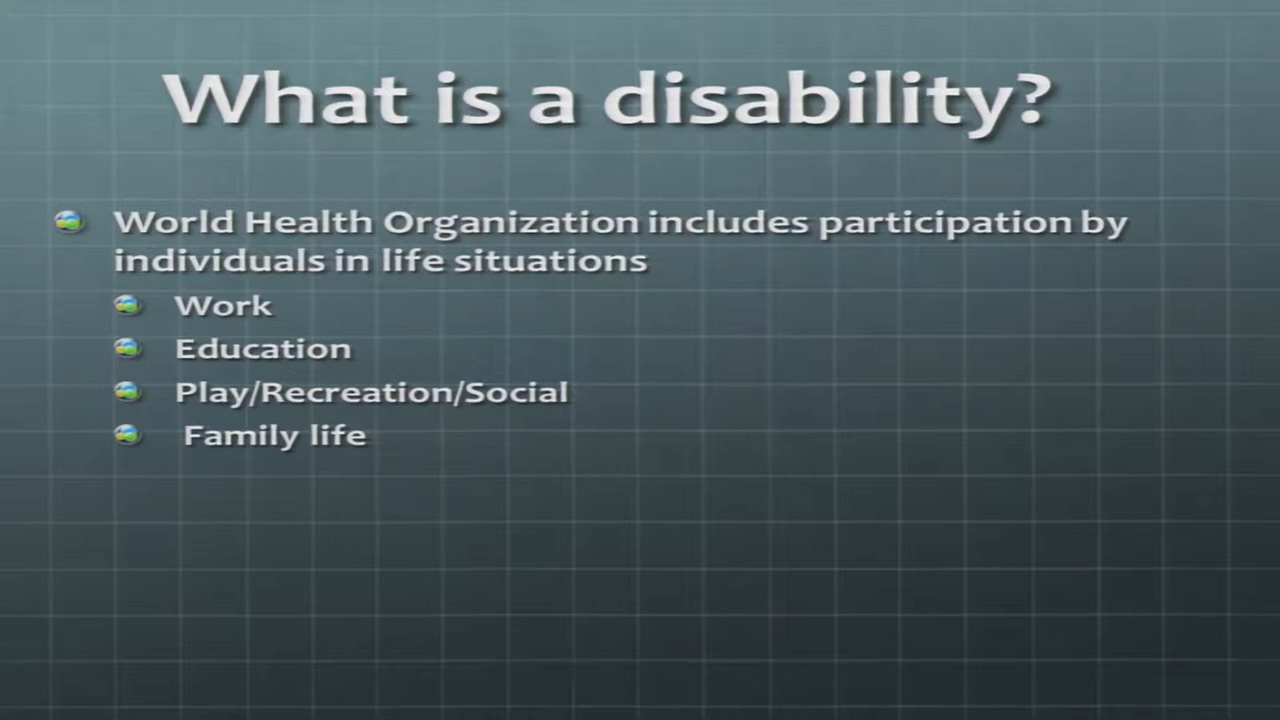 What is a disability?
World Health Organization includes participation by
individuals in life situations
Work
Education
Play/Recreation/Social
Family life